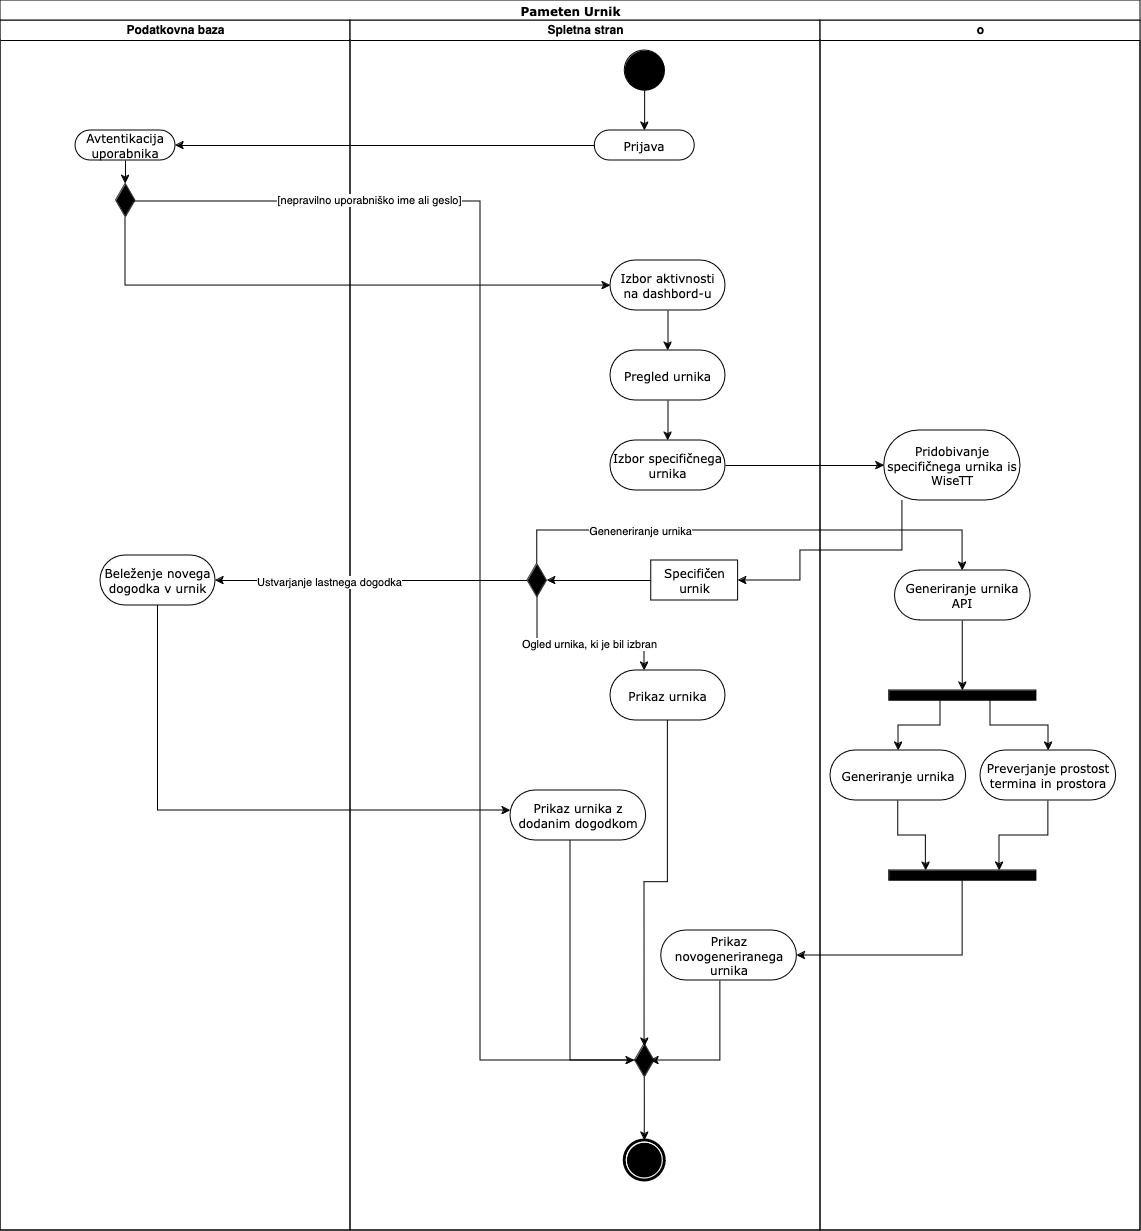 Pameten Urnik
Podatkovna baza
Spletna stran
o
Avtentikacija
uporabnika
Prijava
[nepravilno uporabniško ime ali geslo]
Izbor aktivnosti
na dashbord-u
Pregled urnika
Izbor specifičnega
urnika
Pridobivanje
specifičnega urnika is
WiseTT
Geneneriranje urnika
Beleženje novega
dogodka v urnik
Ustvarjanje lastnega dogodka
Specifičen
urnik
Generiranje urnika
API
Ogled urnika, ki je bil izbran
Prikaz urnika
Generiranje urnika
Preverjanje prostost
termina in prostora
Prikaz urnika z
dodanim dogodkom
Prikaz
novogeneriranega
urnika